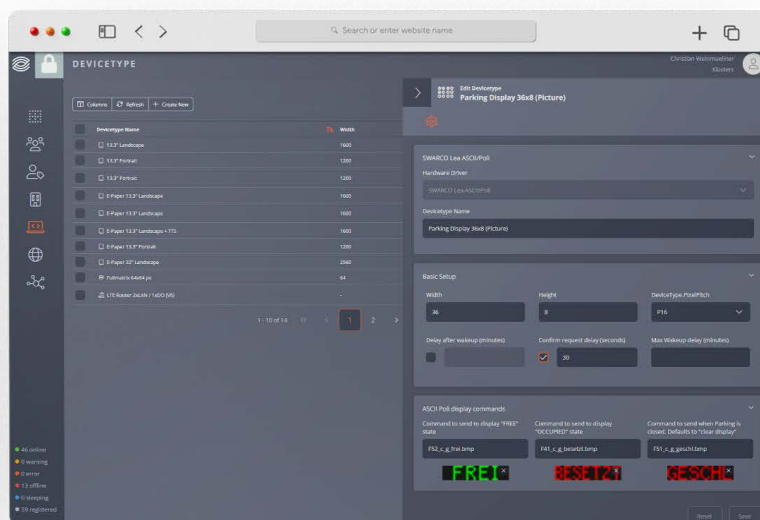 Search or enter website name
DEVICETYPE
Christian Weinmuellner
Klusters
Columns
Refresh
+ Create New
Devicetype Name
Width
13.3" Landscape
1600
13.3" Portrait
1200
13.3" Portrait
1200
E-Paper 13.3" Landscape
1600
E-Paper 13.3" Landscape
1600
E-Paper 13.3" Landscape + TTS
1600
E-Paper 13.3" Portrait
1200
E-Paper 32" Landscape
2560
Fullmatrix 64x64 px
64
LTE Router 2xLAN / 1xDO (V5)
-
1 - 10 of 14
1
2
46 online
0 warning
0 error
13 offline
0 sleeping
59 registered
Edit Devicetype
Parking Display 36x8 (Picture)
SWARCO Lea ASCII/Poll
Hardware Driver
SWARCO Lea ASCII/Poll
Devicetype Name
Parking Display 36x8 (Picture)
Basic Setup
Width
Height
DeviceType.PixelPitch
36
8
P16
Delay after wakeup (minutes)
Confirm request delay (seconds)
Max Wakeup delay (minutes)
30
ASCII Poll display commands
Command to send to display "FREE" state
Command to send to display "OCCUPIED" state
Command to send when Parking is closed. Defaults to "clear display"
F52_c_g_frei.bmp
F41_c_g_besetzt.bmp
F51_c_g_geschl.bmp
FREI
BESETZT
GESCHL
Reset
Save